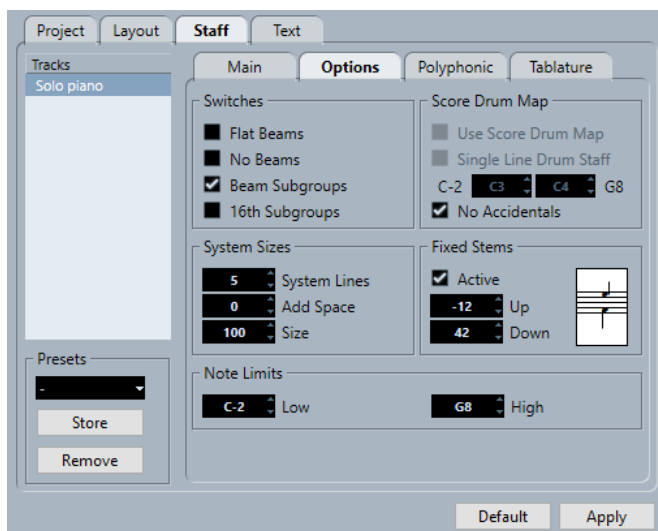 Project Layout Staff Text
Tracks
Solo piano
Main Options Polyphonic Tablature
Switches
Flat Beams
No Beams
Beam Subgroups
16th Subgroups
Score Drum Map
Use Score Drum Map
Single Line Drum Staff
C-2 C3 C4 G8
No Accidentals
System Sizes
5 System Lines
0 Add Space
100 Size
Fixed Stems
Active
-12 Up
42 Down
Presets
-
Store
Remove
Note Limits
C-2 Low G8 High
Default Apply